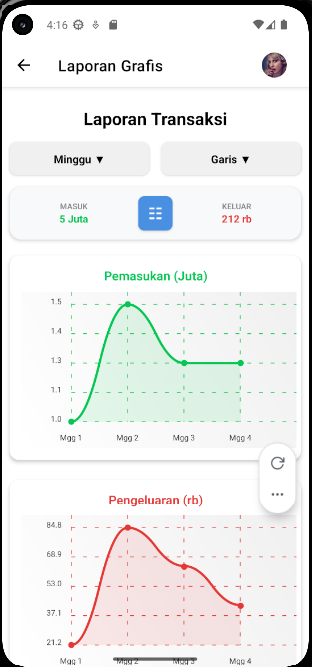 4:16
Laporan Grafis
Laporan Transaksi
Minggu ▼
Garis ▼
MASUK
5 Juta
KELUAR
212 rb
Pemasukan (Juta)
1.5
1.4
1.3
1.1
1.0
Mgg 1 Mgg 2 Mgg 3 Mgg 4
Pengeluaran (rb)
84.8
68.9
53.0
37.1
21.2
Mgg 1 Mgg 2 Mgg 3 Mgg 4